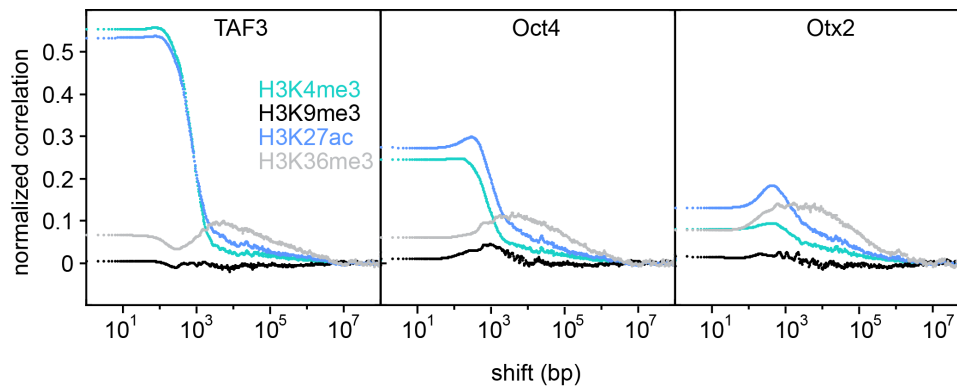 TAF3
Oct4
Otx2
normalized correlation
0.5
0.4
0.3
0.2
0.1
0
H3K4me3
H3K9me3
H3K27ac
H3K36me3
10¹ 10³ 10⁵ 10⁷
10¹ 10³ 10⁵ 10⁷
10¹ 10³ 10⁵ 10⁷
shift (bp)